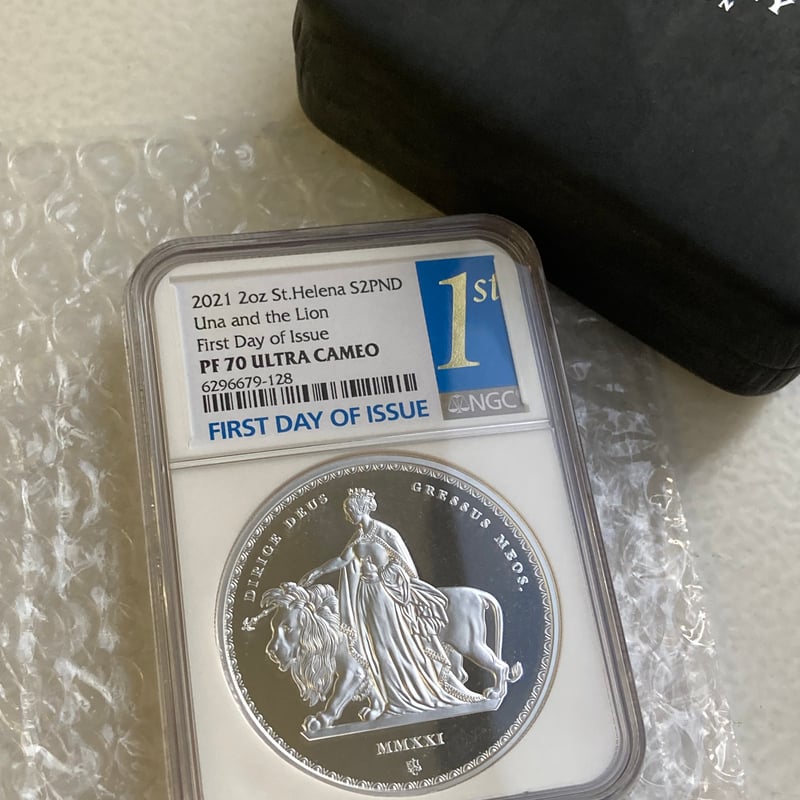 2021 2oz St.Helena S2PND
Una and the Lion
First Day of Issue
PF 70 ULTRA CAMEO
6296679-128
FIRST DAY OF ISSUE
1st
NGC
DIRIGE DEUS GRESSUS MEOS.
MMXXI